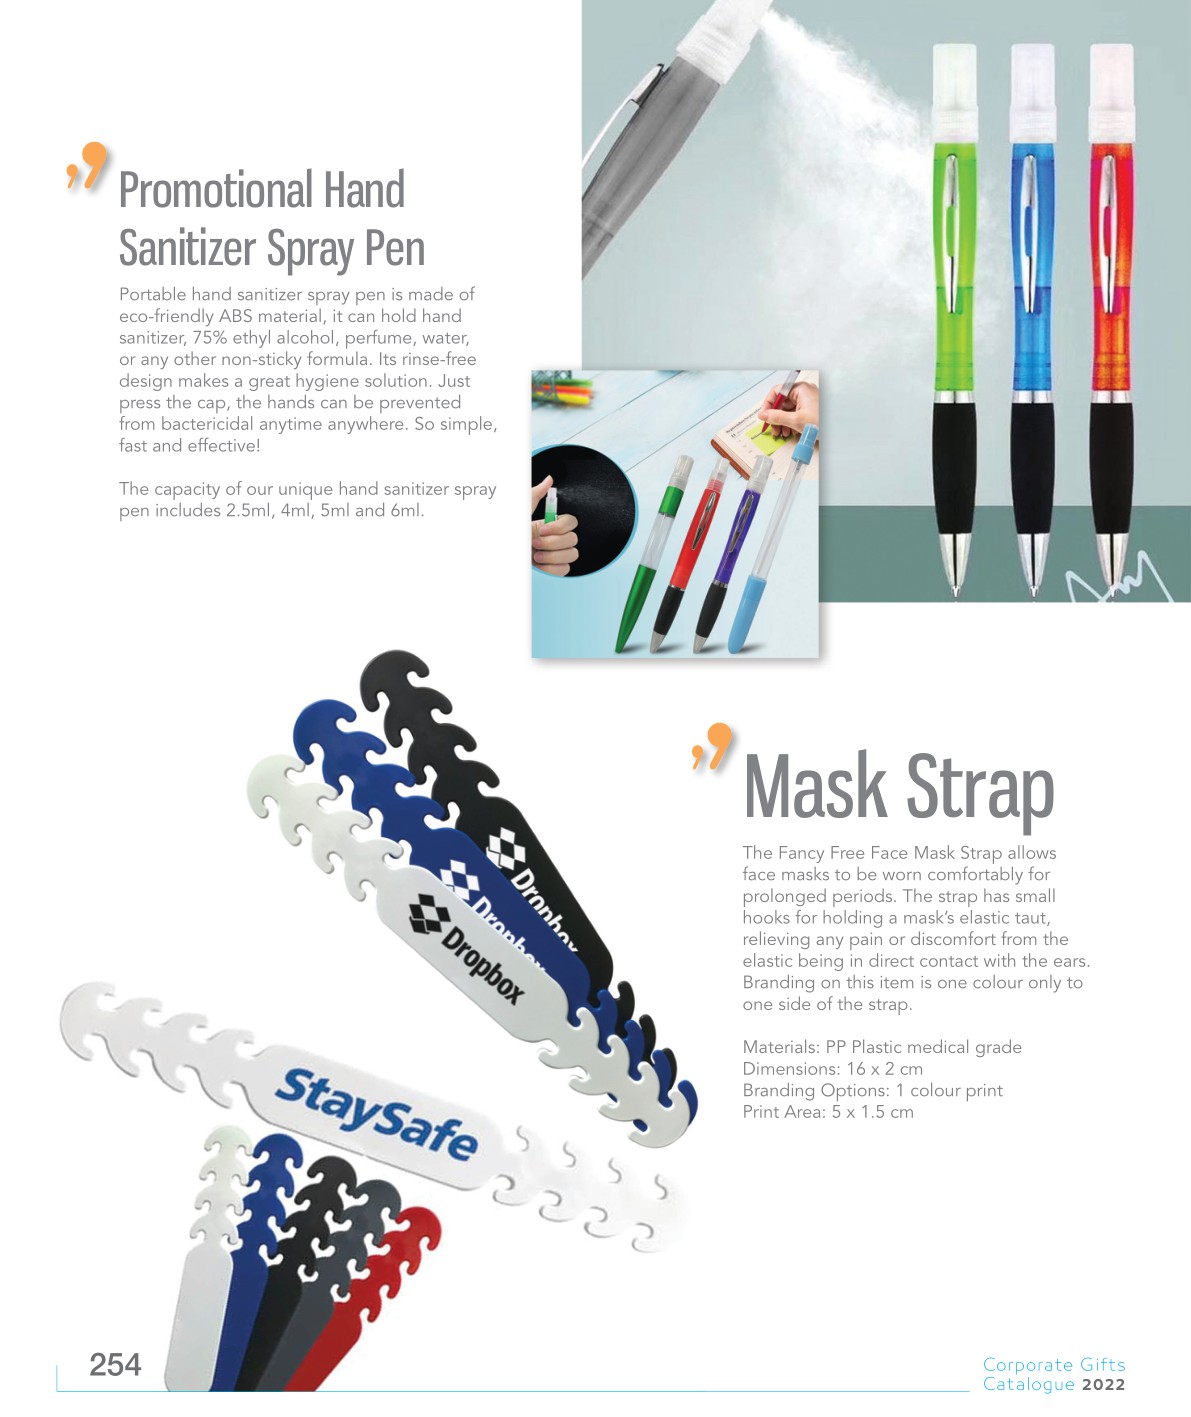 Promotional Hand
Sanitizer Spray Pen
Portable hand sanitizer spray pen is made of
eco-friendly ABS material, it can hold hand
sanitizer, 75% ethyl alcohol, perfume, water,
or any other non-sticky formula. Its rinse-free
design makes a great hygiene solution. Just
press the cap, the hands can be prevented
from bactericidal anytime anywhere. So simple,
fast and effective!
The capacity of our unique hand sanitizer spray
pen includes 2.5ml, 4ml, 5ml and 6ml.
Dropbox
Dropbox
Dropbox
StaySafe
Mask Strap
The Fancy Free Face Mask Strap allows
face masks to be worn comfortably for
prolonged periods. The strap has small
hooks for holding a mask’s elastic taut,
relieving any pain or discomfort from the
elastic being in direct contact with the ears.
Branding on this item is one colour only to
one side of the strap.
Materials: PP Plastic medical grade
Dimensions: 16 x 2 cm
Branding Options: 1 colour print
Print Area: 5 x 1.5 cm
254
Corporate Gifts
Catalogue 2022